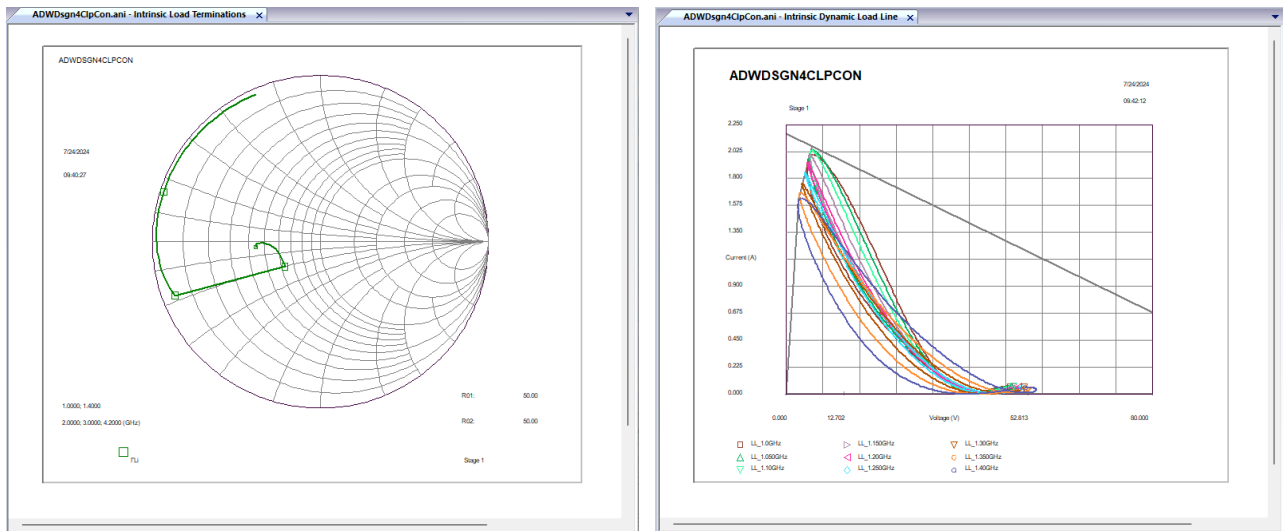 ADWDsgn4ClpCon.ani - Intrinsic Load Terminations
ADWDSGN4CLPCON
7/24/2024
09:40:27
1.0000; 1.4000
2.0000; 3.0000; 4.2000 (GHz)
R01: 50.00
R02: 50.00
Stage 1
ADWDsgn4ClpCon.ani - Intrinsic Dynamic Load Line
ADWDSGN4CLPCON
7/24/2024
09:42:12
Stage 1
2.250
2.025
1.800
1.575
1.350
Current (A)
0.900
0.675
0.450
0.225
0.000
0.000 12.702 Voltage (V) 52.613 80.000
LL_1.0GHz LL_1.150GHz LL_1.30GHz
LL_1.050GHz LL_1.20GHz LL_1.350GHz
LL_1.10GHz LL_1.250GHz LL_1.40GHz